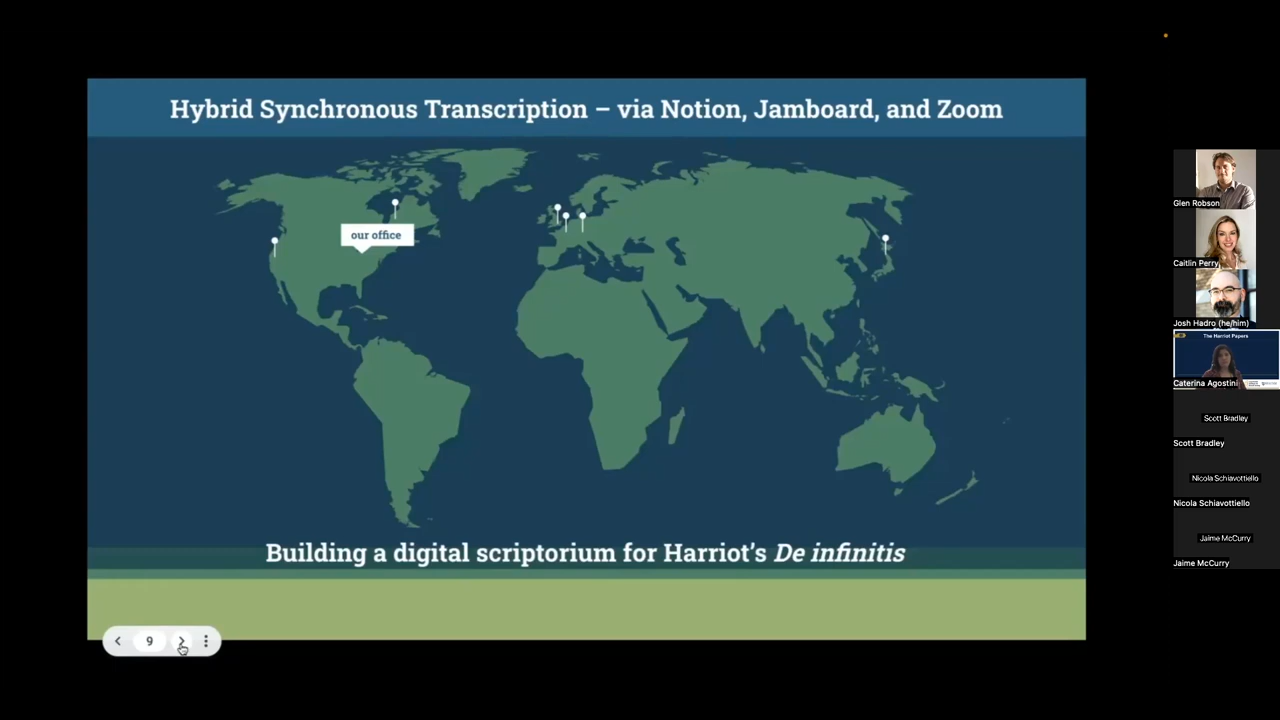 Hybrid Synchronous Transcription – via Notion, Jamboard, and Zoom
our office
Building a digital scriptorium for Harriot’s De infinitis
9
Glen Robson
Caitlin Perry
Josh Hadro (he/him)
The Harriot Papers
Caterina Agostini
Scott Bradley
Scott Bradley
Nicola Schiavottiello
Nicola Schiavottiello
Jaime McCurry
Jaime McCurry